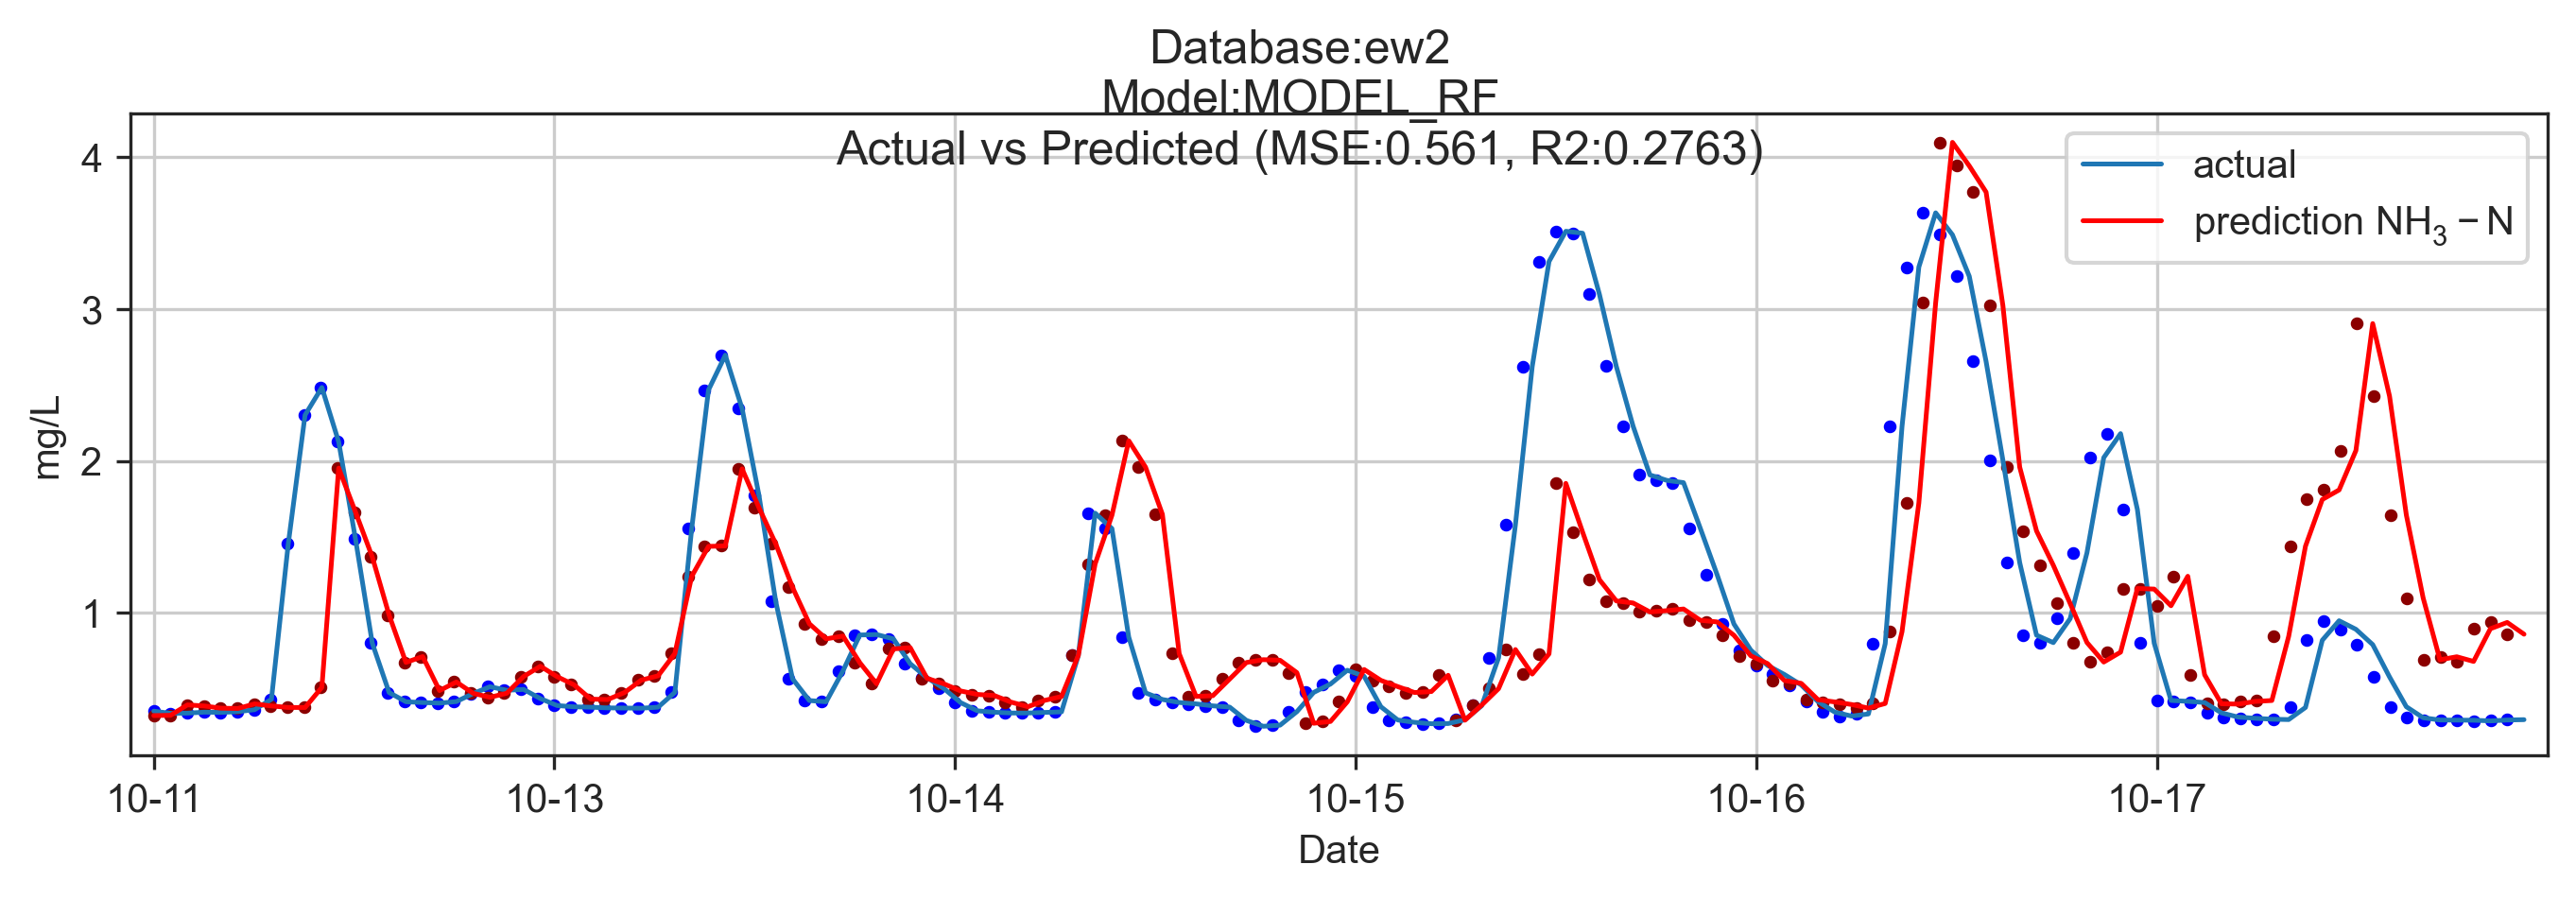 Database:ew2
Model:MODEL_RF
Actual vs Predicted (MSE:0.561, R2:0.2763)
actual
prediction NH₃ − N
mg/L
4
3
2
1
10-11 10-13 10-14 10-15 10-16 10-17
Date